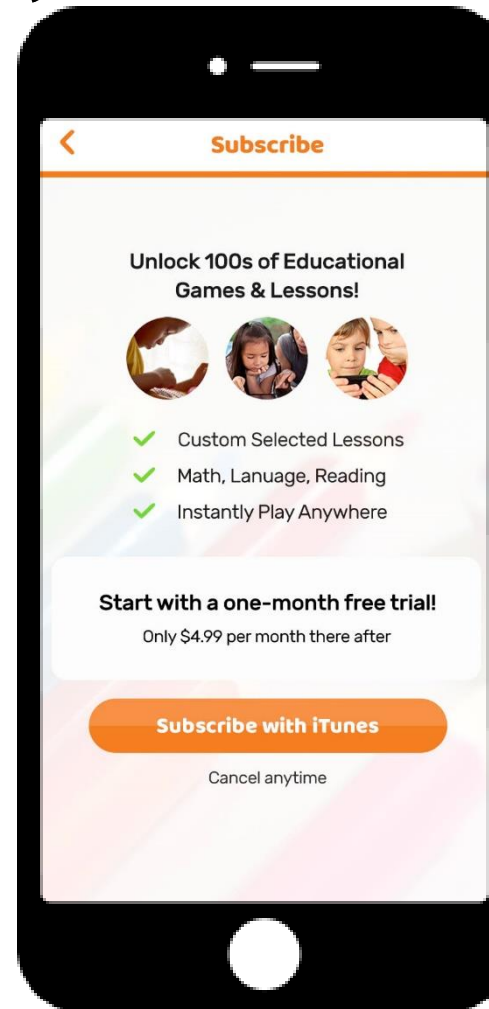 Subscribe
Unlock 100s of Educational
Games & Lessons!
Custom Selected Lessons
Math, Lanuage, Reading
Instantly Play Anywhere
Start with a one-month free trial!
Only $4.99 per month there after
Subscribe with iTunes
Cancel anytime